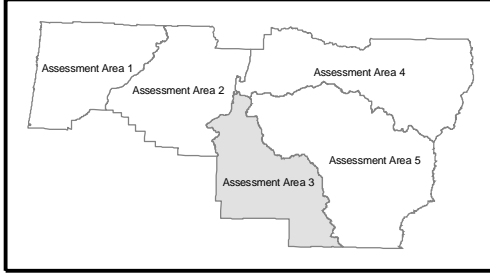 Assessment Area 1
Assessment Area 2
Assessment Area 4
Assessment Area 5
Assessment Area 3